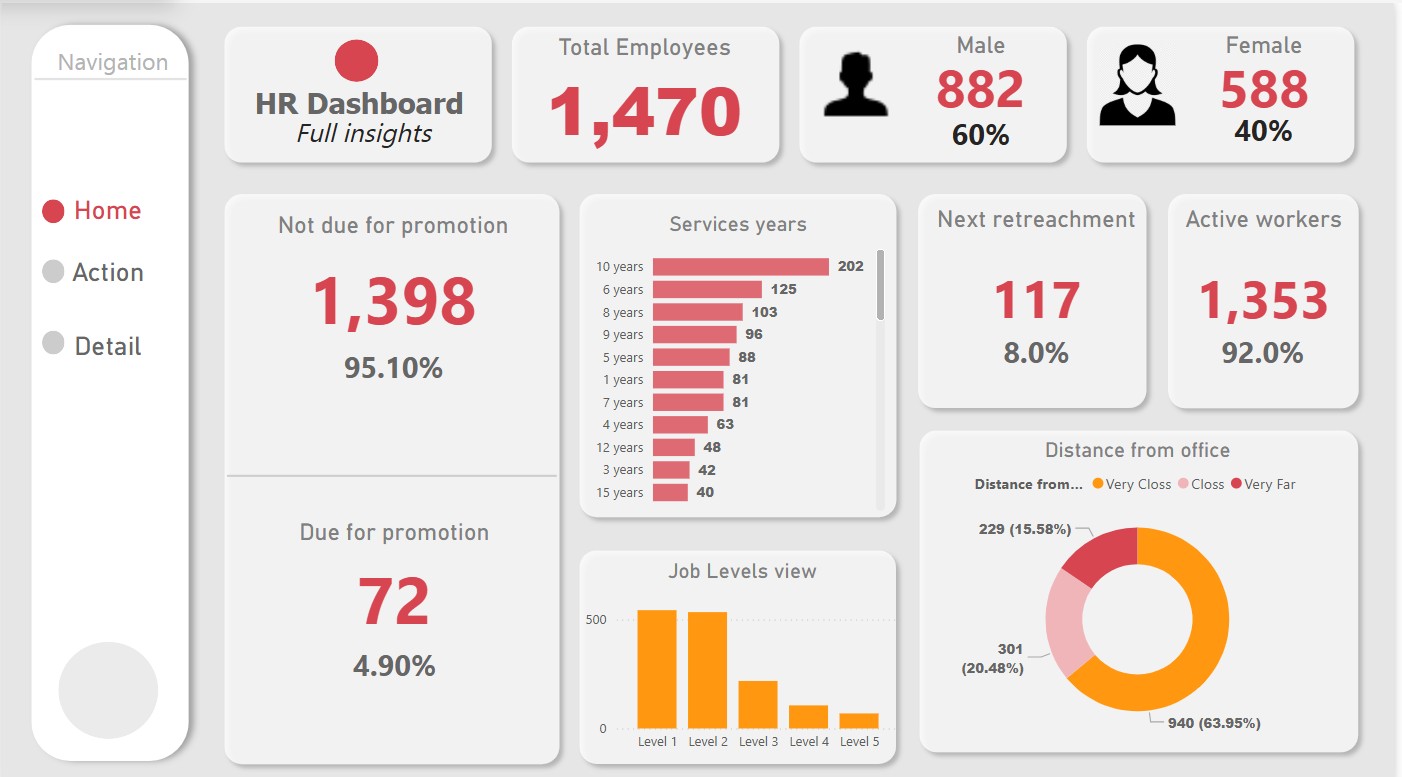 Navigation
Home
Action
Detail
HR Dashboard
Full insights
Total Employees
1,470
Male
882
60%
Female
588
40%
Not due for promotion
1,398
95.10%
Due for promotion
72
4.90%
Services years
10 years 202
6 years 125
8 years 103
9 years 96
5 years 88
1 years 81
7 years 81
4 years 63
12 years 48
3 years 42
15 years 40
Job Levels view
500
0
Level 1 Level 2 Level 3 Level 4 Level 5
Next retreachment
117
8.0%
Active workers
1,353
92.0%
Distance from office
Distance from... Very Closs Closs Very Far
229 (15.58%)
301
(20.48%)
940 (63.95%)